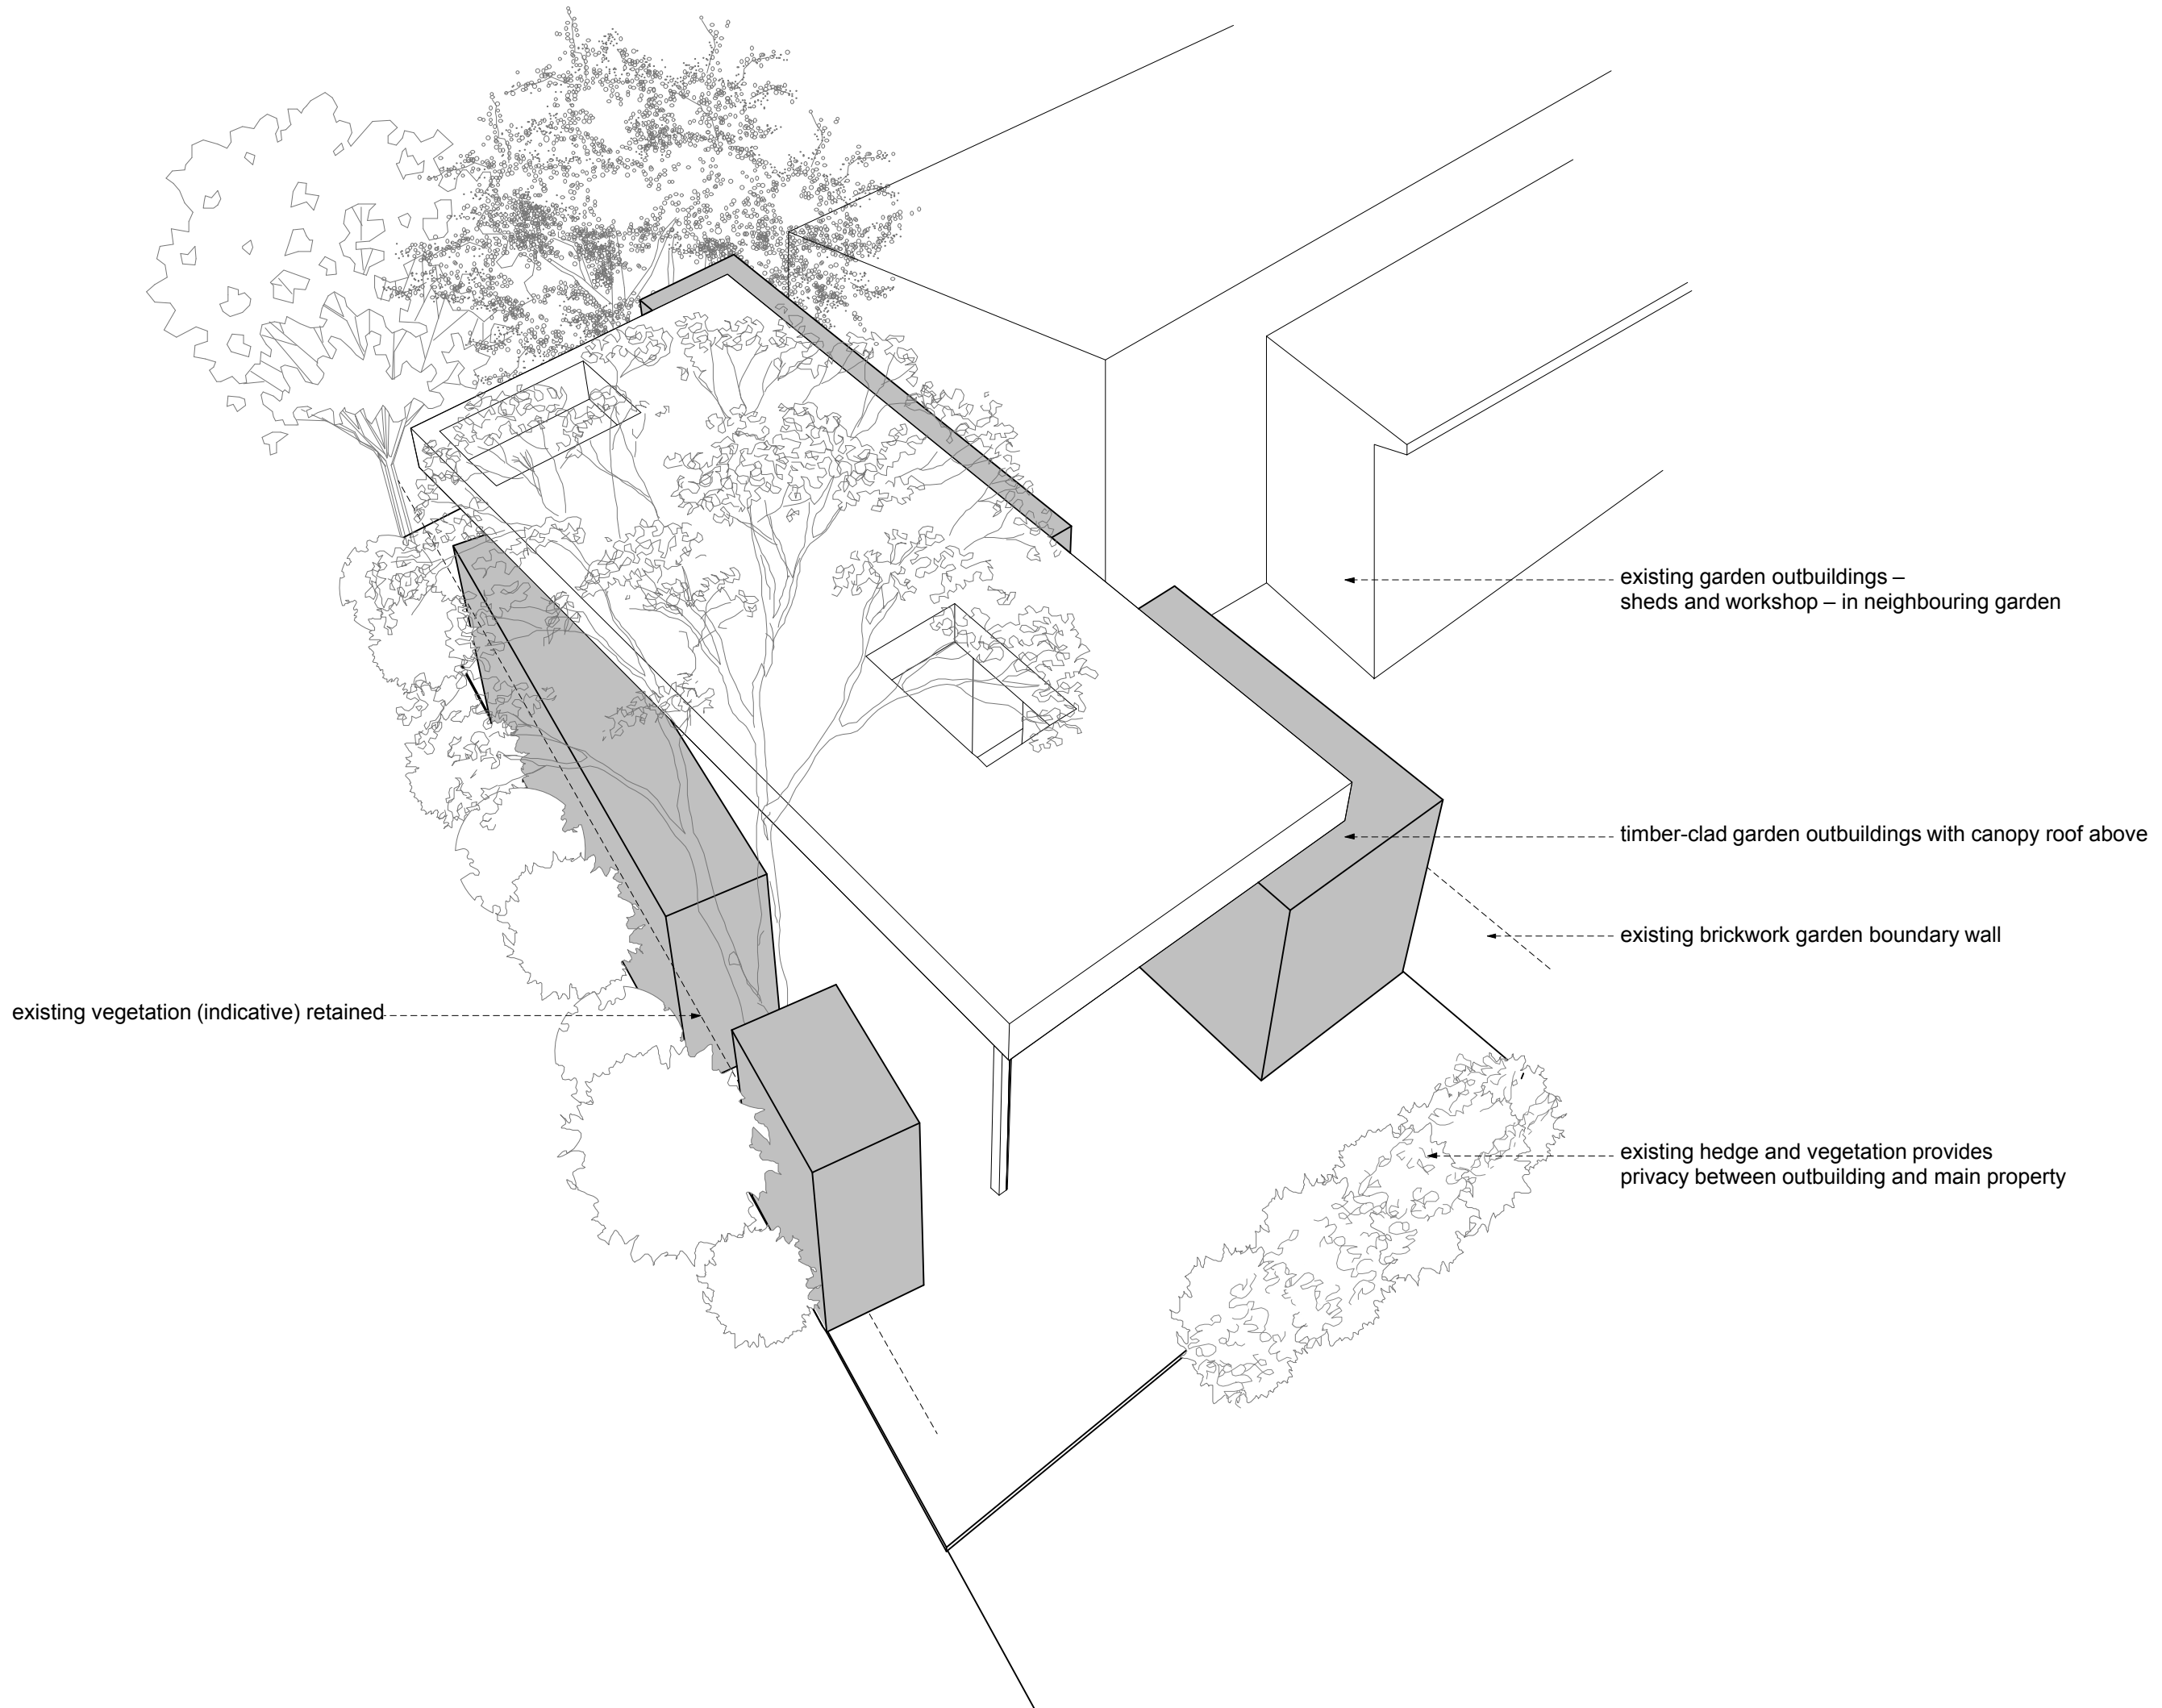 existing garden outbuildings –
sheds and workshop – in neighbouring garden
timber-clad garden outbuildings with canopy roof above
existing brickwork garden boundary wall
existing vegetation (indicative) retained
existing hedge and vegetation provides
privacy between outbuilding and main property